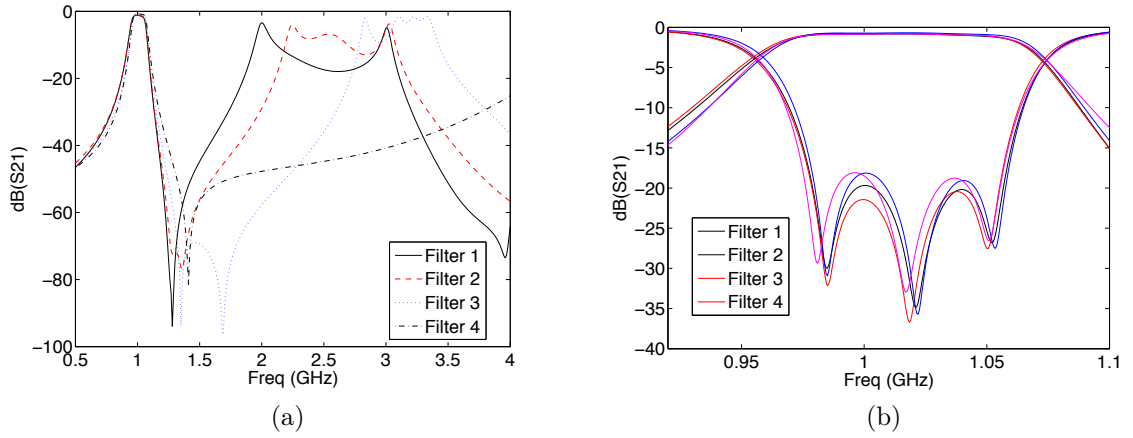 0
−20
−40
−60
−80
−100
dB(S21)
0.5 1 1.5 2 2.5 3 3.5 4
Freq (GHz)
Filter 1
Filter 2
Filter 3
Filter 4
(a)
0
−5
−10
−15
−20
−25
−30
−35
−40
dB(S21)
0.95 1 1.05 1.1
Freq (GHz)
Filter 1
Filter 2
Filter 3
Filter 4
(b)